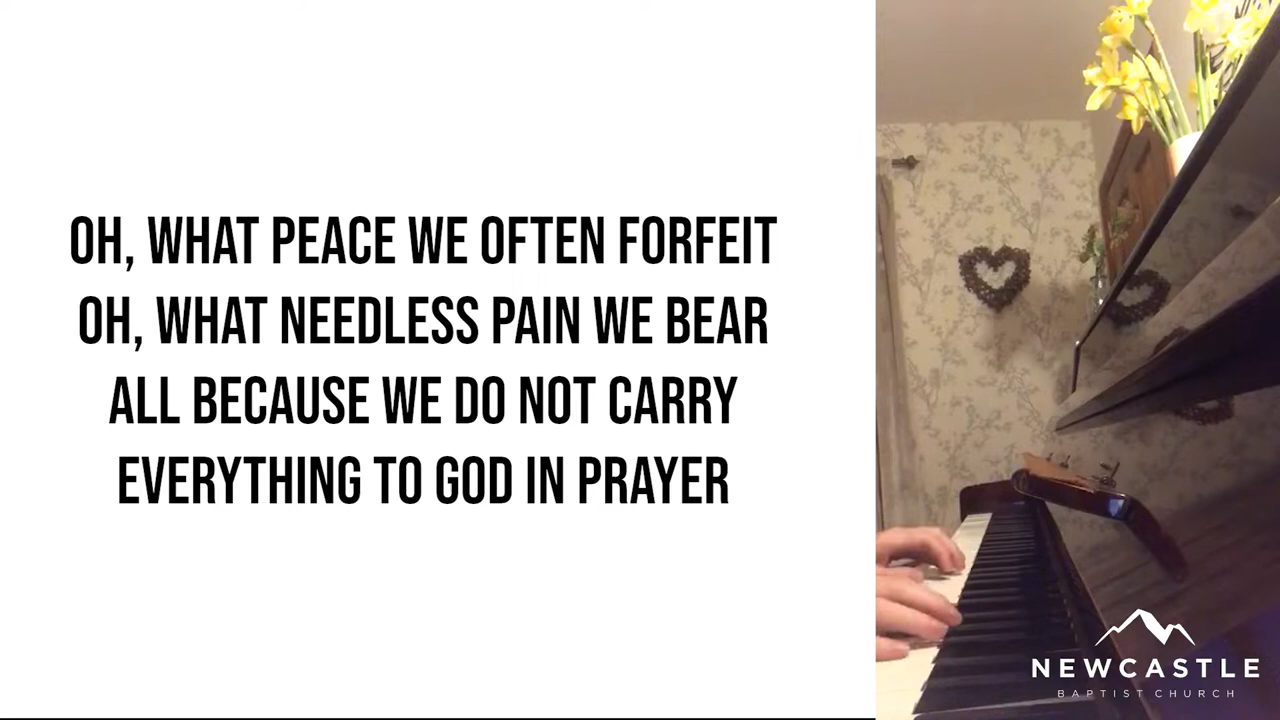 OH, WHAT PEACE WE OFTEN FORFEIT
OH, WHAT NEEDLESS PAIN WE BEAR
ALL BECAUSE WE DO NOT CARRY
EVERYTHING TO GOD IN PRAYER
NEWCASTLE
BAPTIST CHURCH